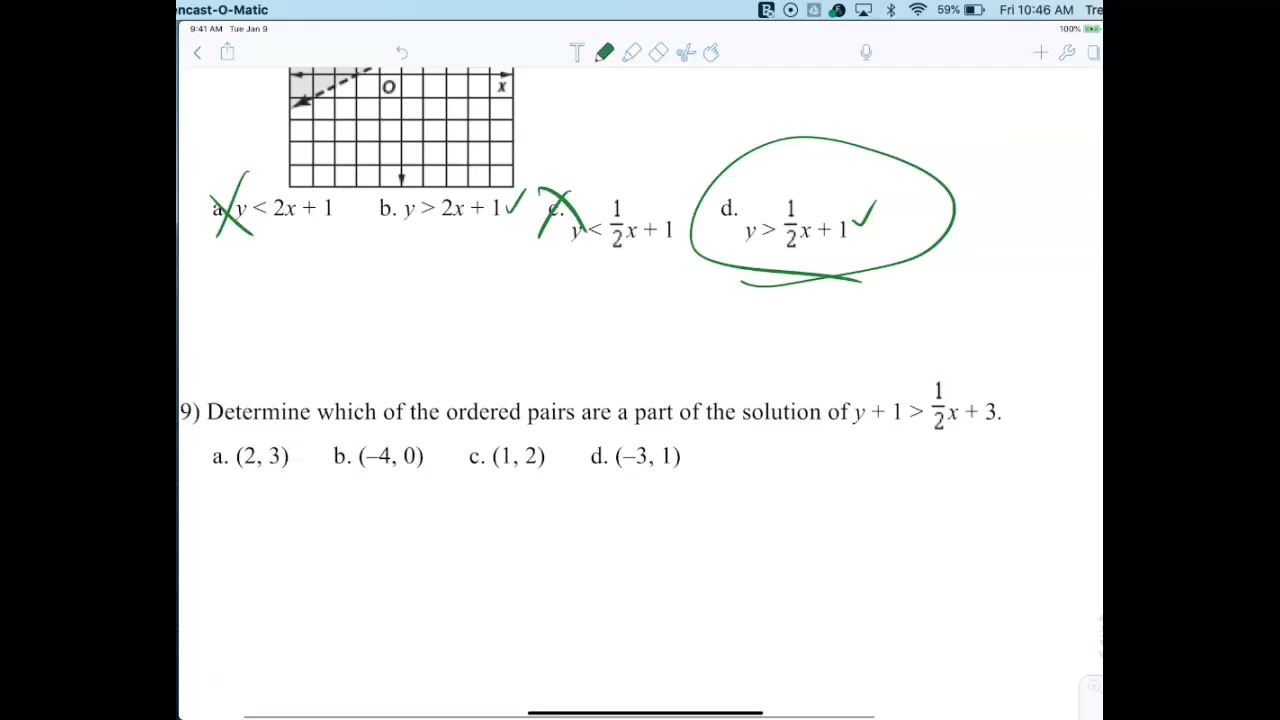 encast-O-Matic 59% Fri 10:46 AM Tre
9:41 AM Tue Jan 9 100%
T
O x
a. y < 2x + 1 b. y > 2x + 1 c. y < 1/2 x + 1 d. y > 1/2 x + 1
9) Determine which of the ordered pairs are a part of the solution of y + 1 > 1/2 x + 3.
a. (2, 3) b. (–4, 0) c. (1, 2) d. (–3, 1)